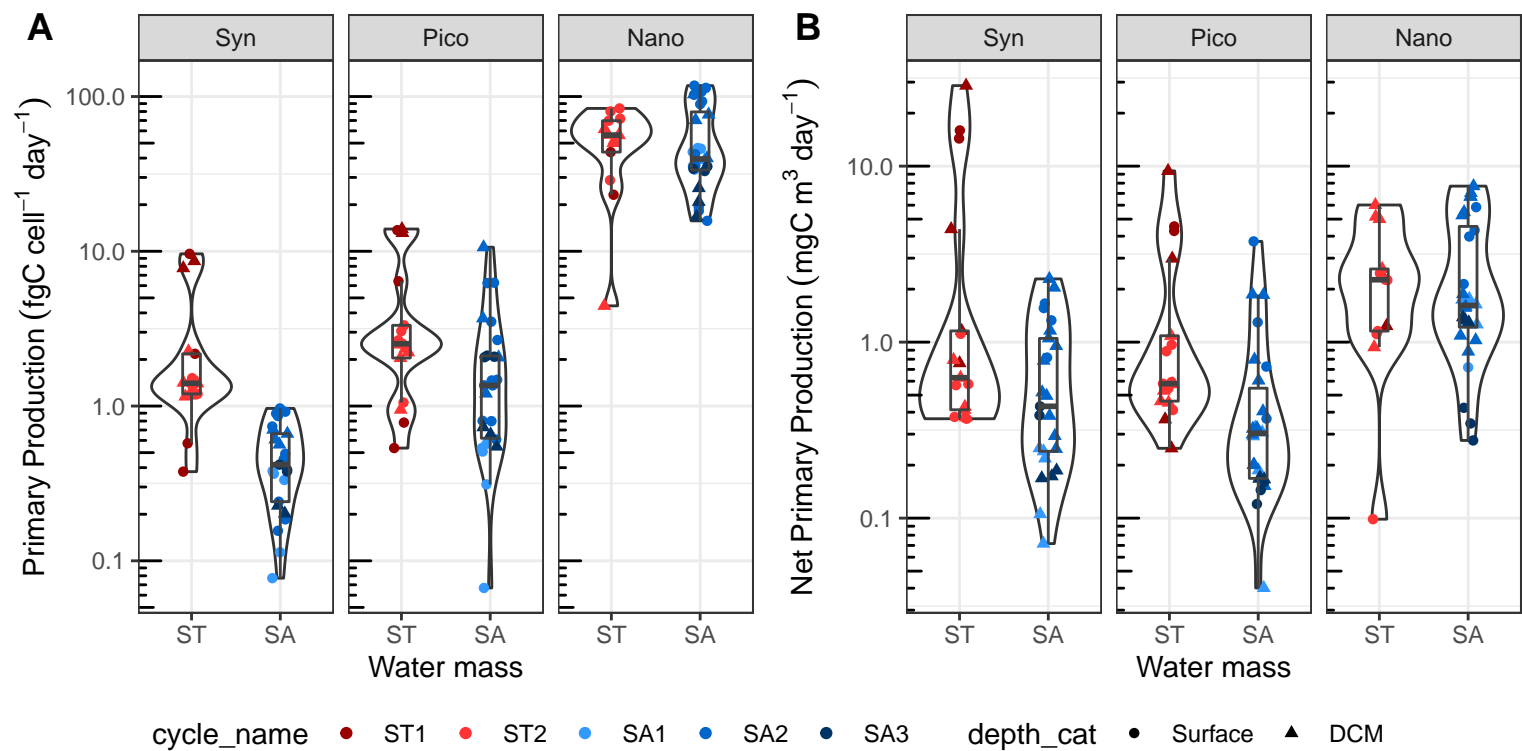 A
B
Syn Pico Nano
Syn Pico Nano
Primary Production (fgC cell⁻¹ day⁻¹)
100.0
10.0
1.0
0.1
Net Primary Production (mgC m³ day⁻¹)
10.0
1.0
0.1
ST SA ST SA ST SA
ST SA ST SA ST SA
Water mass
Water mass
cycle_name ST1 ST2 SA1 SA2 SA3 depth_cat Surface DCM